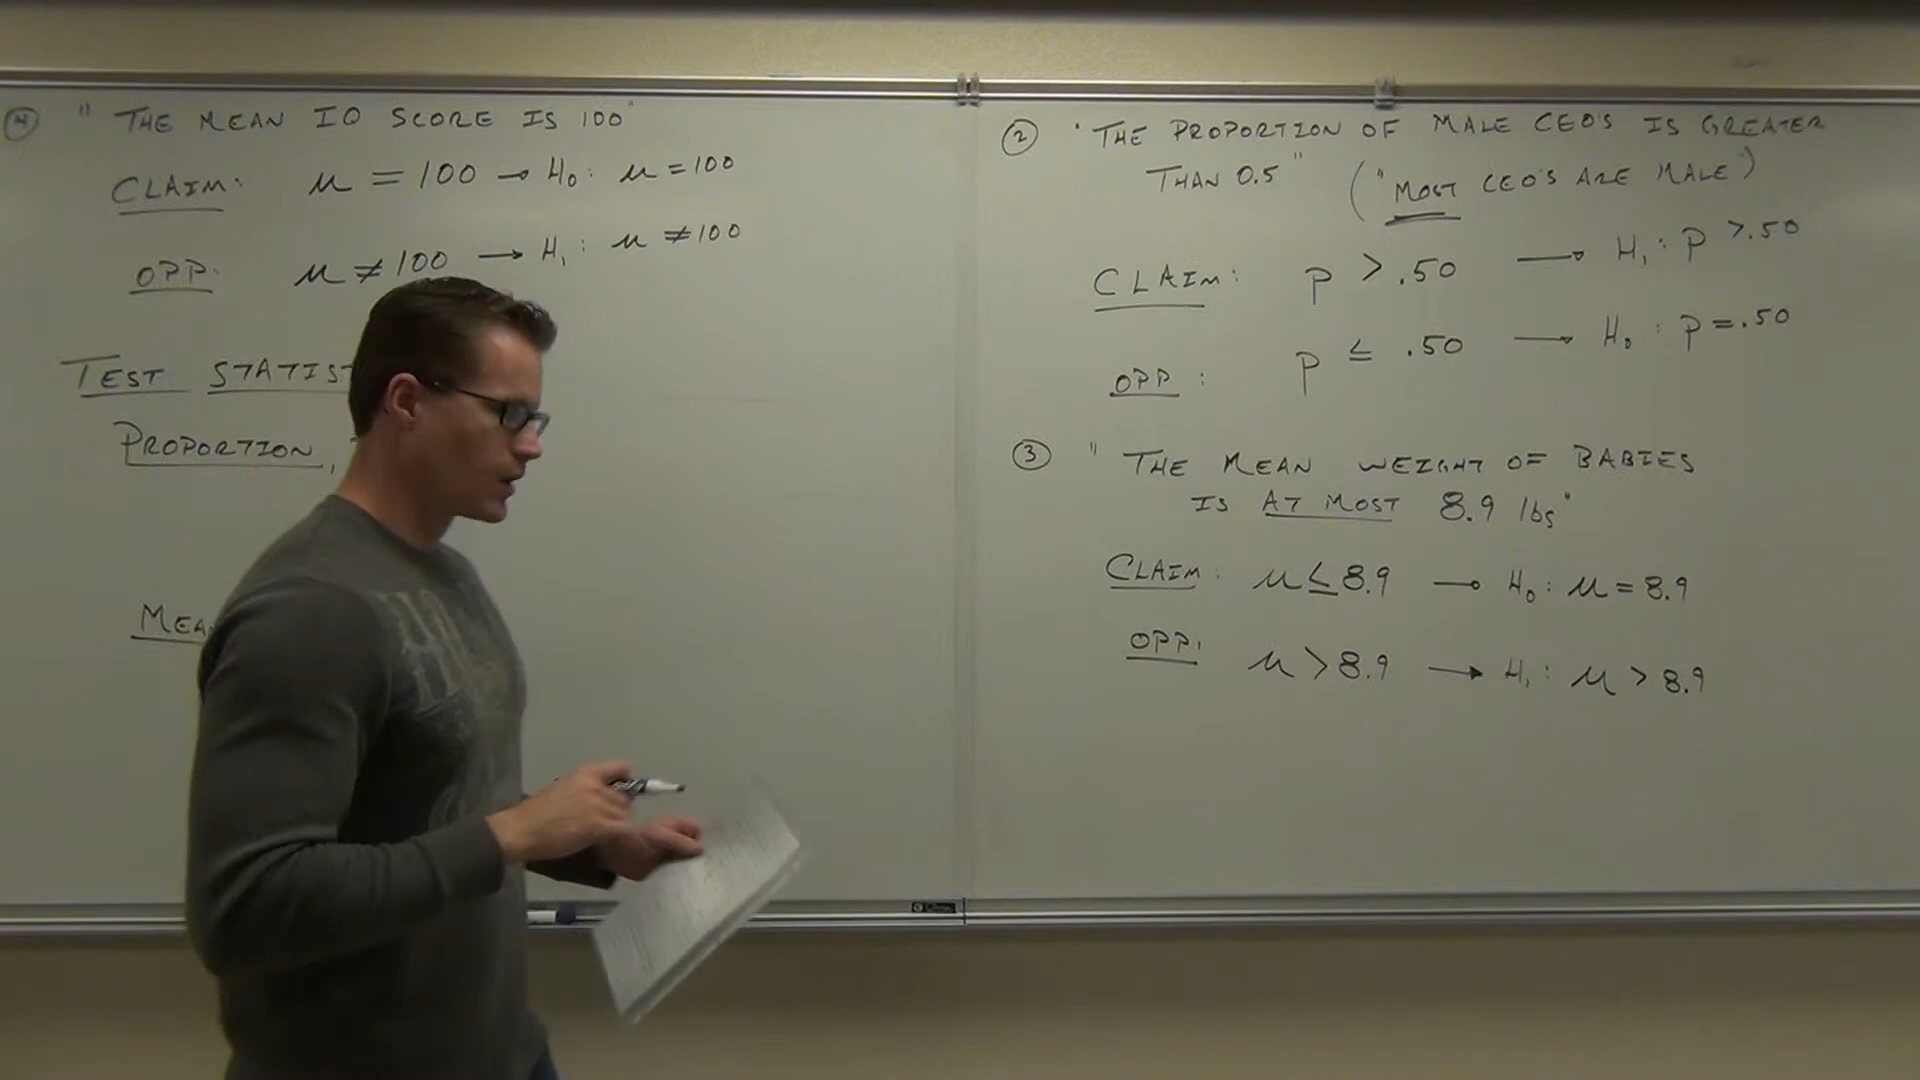 ④ " THE MEAN IQ SCORE IS 100"
CLAIM: μ = 100 → H₀: μ = 100
OPP: μ ≠ 100 → H₁: μ ≠ 100
TEST STATIST
PROPORTION,
MEA
② "THE PROPORTION OF MALE CEO'S IS GREATER
THAN 0.5" ("MOST CEO'S ARE MALE")
CLAIM: p > .50 → H₁: p > .50
OPP: p ≤ .50 → H₀: p = .50
③ "THE MEAN WEIGHT OF BABIES
IS AT MOST 8.9 lbs"
CLAIM: μ ≤ 8.9 → H₀: μ = 8.9
OPP: μ > 8.9 → H₁: μ > 8.9